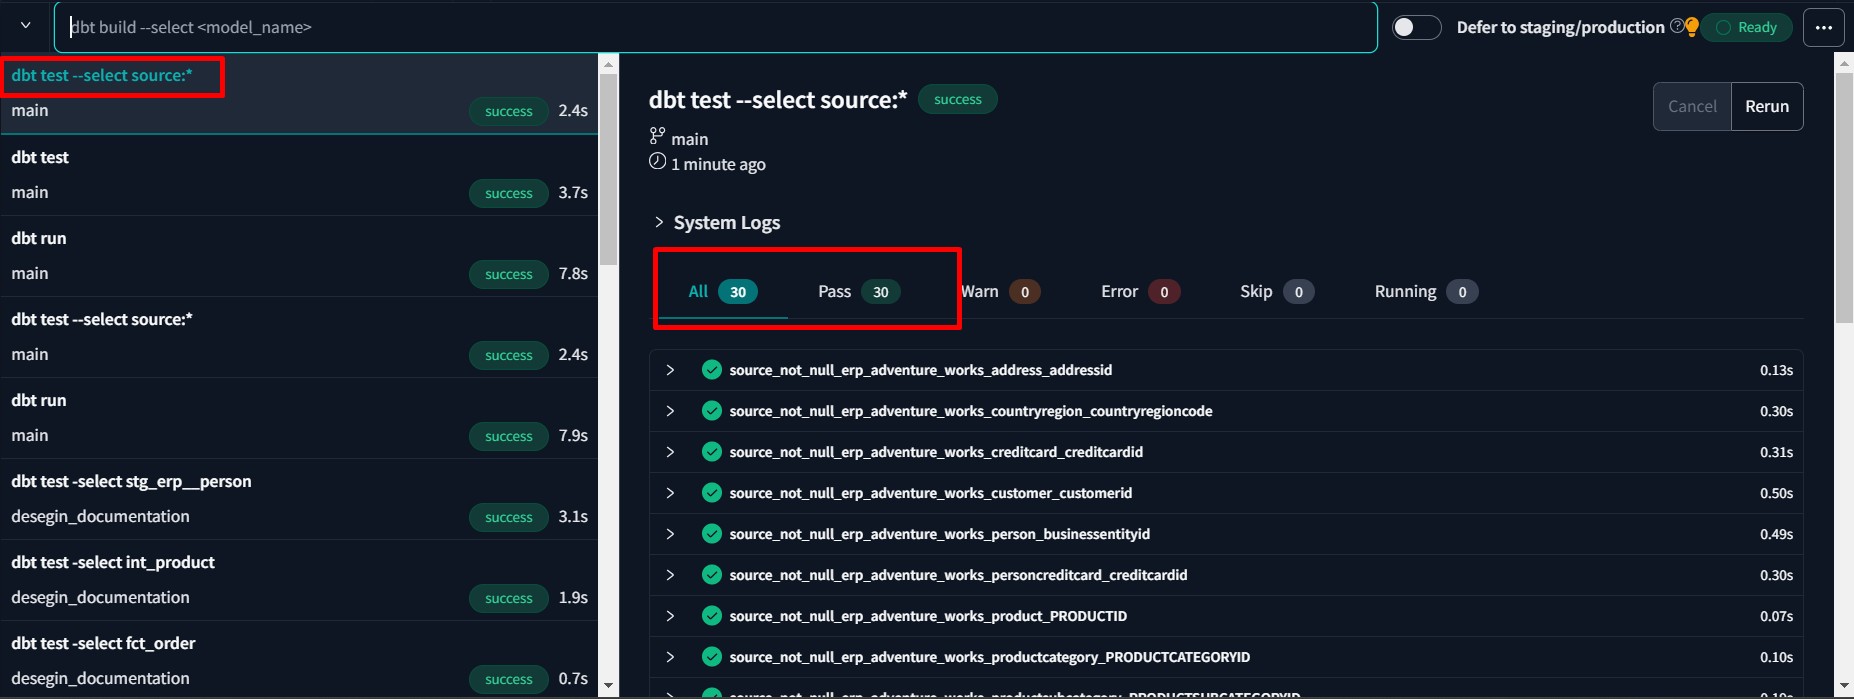 dbt build --select <model_name>
Defer to staging/production
Ready
dbt test --select source:*
main success 2.4s
dbt test
main success 3.7s
dbt run
main success 7.8s
dbt test --select source:*
main success 2.4s
dbt run
main success 7.9s
dbt test -select stg_erp__person
desegin_documentation success 3.1s
dbt test -select int_product
desegin_documentation success 1.9s
dbt test -select fct_order
desegin_documentation success 0.7s
dbt test --select source:* success
Cancel Rerun
main
1 minute ago
System Logs
All 30 Pass 30 Warn 0 Error 0 Skip 0 Running 0
source_not_null_erp_adventure_works_address_addressid 0.13s
source_not_null_erp_adventure_works_countryregion_countryregioncode 0.30s
source_not_null_erp_adventure_works_creditcard_creditcardid 0.31s
source_not_null_erp_adventure_works_customer_customerid 0.50s
source_not_null_erp_adventure_works_person_businessentityid 0.49s
source_not_null_erp_adventure_works_personcreditcard_creditcardid 0.30s
source_not_null_erp_adventure_works_product_PRODUCTID 0.07s
source_not_null_erp_adventure_works_productcategory_PRODUCTCATEGORYID 0.10s